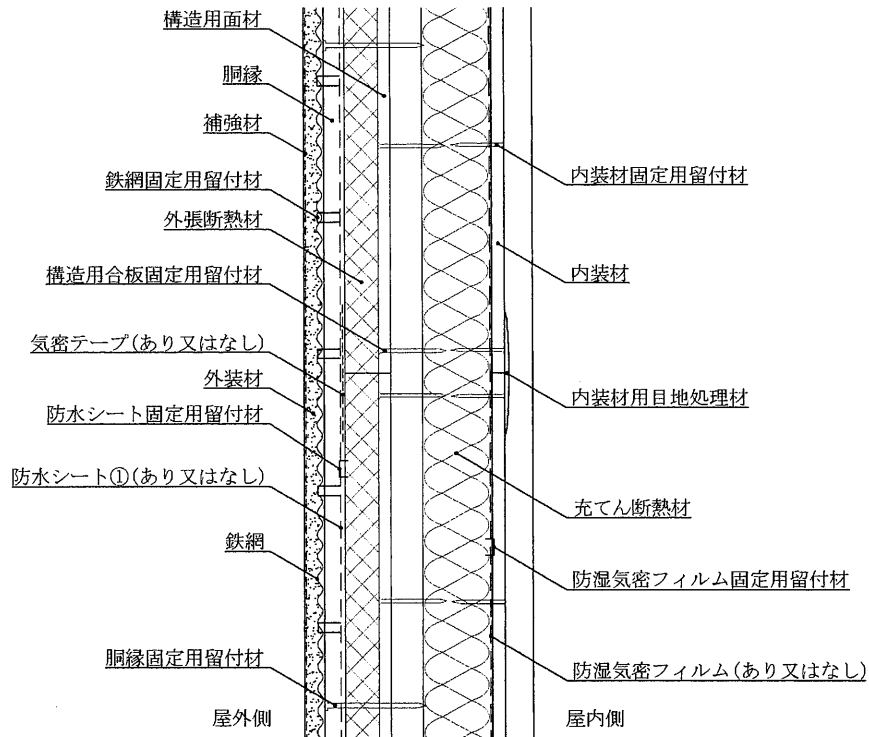 構造用面材
胴縁
補強材
鉄網固定用留付材
外張断熱材
構造用合板固定用留付材
気密テープ(あり又はなし)
外装材
防水シート固定用留付材
防水シート①(あり又はなし)
鉄網
胴縁固定用留付材
屋外側
内装材固定用留付材
内装材
内装材用目地処理材
充てん断熱材
防湿気密フィルム固定用留付材
防湿気密フィルム(あり又はなし)
屋内側